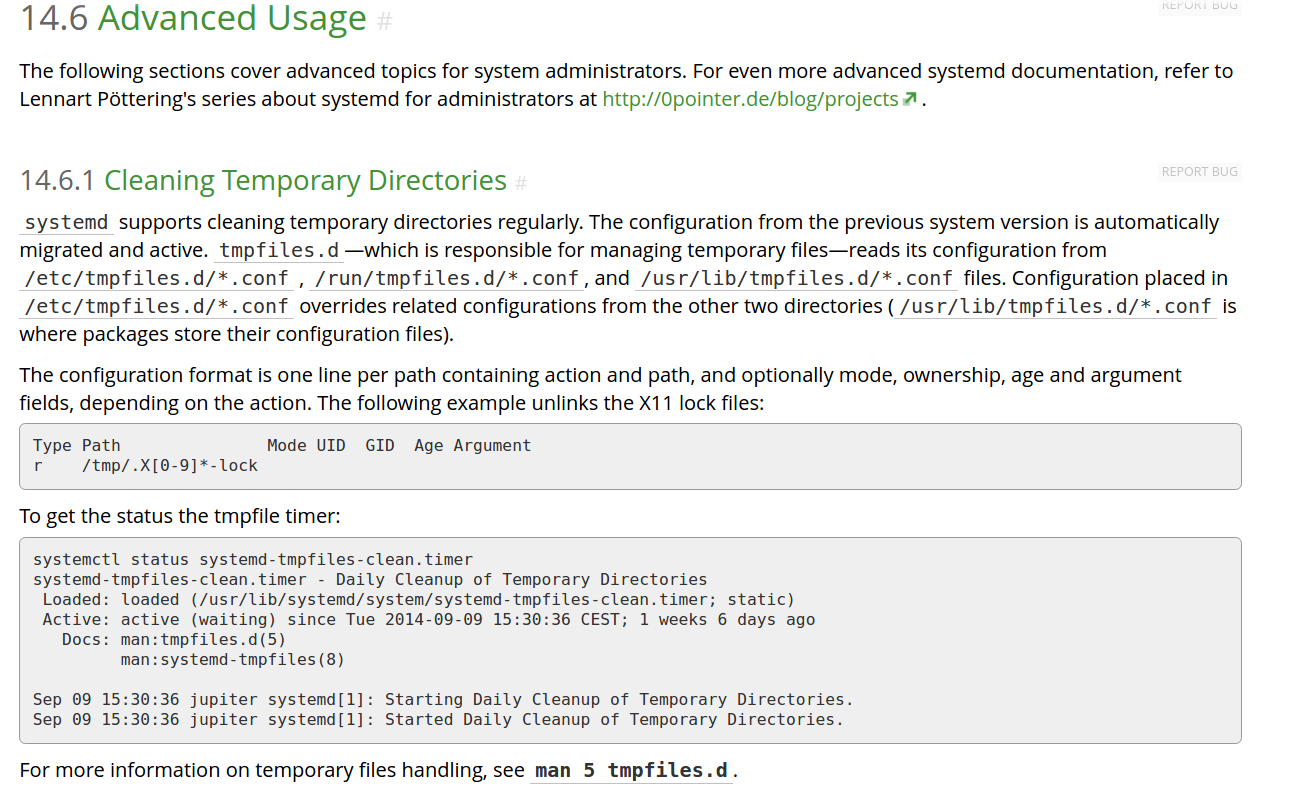 REPORT BUG
14.6 Advanced Usage #
The following sections cover advanced topics for system administrators. For even more advanced systemd documentation, refer to
Lennart Pöttering's series about systemd for administrators at http://0pointer.de/blog/projects .
REPORT BUG
14.6.1 Cleaning Temporary Directories #
systemd supports cleaning temporary directories regularly. The configuration from the previous system version is automatically
migrated and active. tmpfiles.d —which is responsible for managing temporary files—reads its configuration from
/etc/tmpfiles.d/*.conf , /run/tmpfiles.d/*.conf , and /usr/lib/tmpfiles.d/*.conf files. Configuration placed in
/etc/tmpfiles.d/*.conf overrides related configurations from the other two directories ( /usr/lib/tmpfiles.d/*.conf is
where packages store their configuration files).
The configuration format is one line per path containing action and path, and optionally mode, ownership, age and argument
fields, depending on the action. The following example unlinks the X11 lock files:
Type Path               Mode UID  GID  Age Argument
r    /tmp/.X[0-9]*-lock
To get the status the tmpfile timer:
systemctl status systemd-tmpfiles-clean.timer
systemd-tmpfiles-clean.timer - Daily Cleanup of Temporary Directories
 Loaded: loaded (/usr/lib/systemd/system/systemd-tmpfiles-clean.timer; static)
 Active: active (waiting) since Tue 2014-09-09 15:30:36 CEST; 1 weeks 6 days ago
   Docs: man:tmpfiles.d(5)
         man:systemd-tmpfiles(8)
Sep 09 15:30:36 jupiter systemd[1]: Starting Daily Cleanup of Temporary Directories.
Sep 09 15:30:36 jupiter systemd[1]: Started Daily Cleanup of Temporary Directories.
For more information on temporary files handling, see man 5 tmpfiles.d .